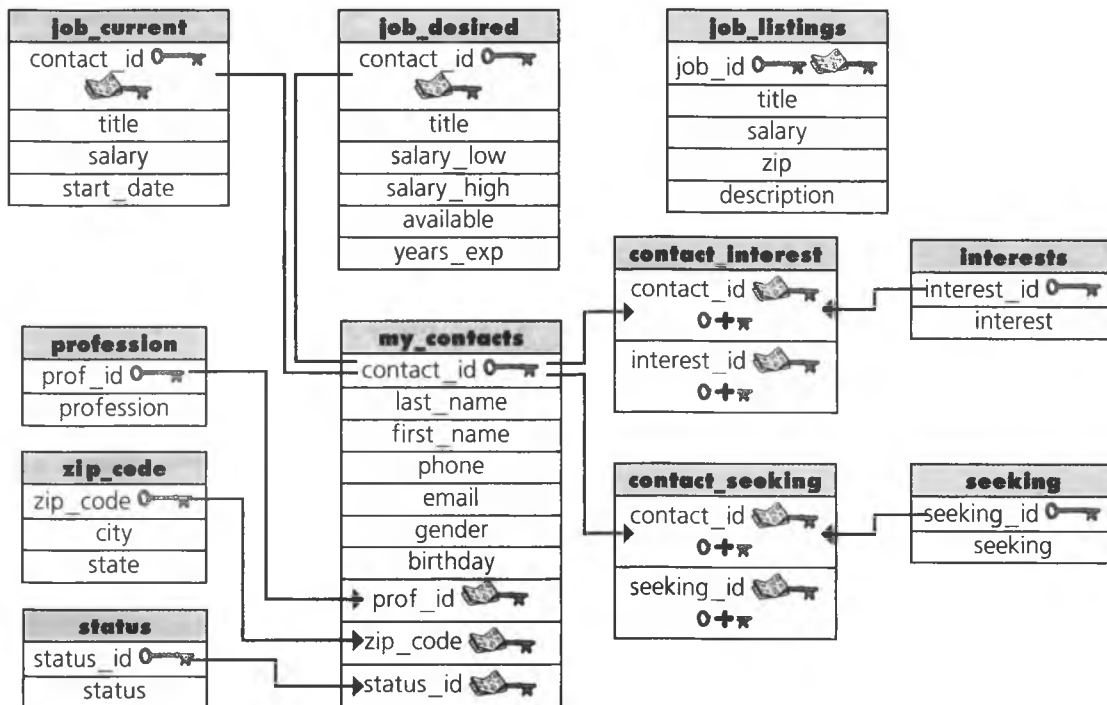 job_current
contact_id
title
salary
start_date
job_desired
contact_id
title
salary_low
salary_high
available
years_exp
job_listings
job_id
title
salary
zip
description
contact_interest
contact_id
interest_id
interests
interest_id
interest
profession
prof_id
profession
zip_code
zip_code
city
state
status
status_id
status
my_contacts
contact_id
last_name
first_name
phone
email
gender
birthday
prof_id
zip_code
status_id
contact_seeking
contact_id
seeking_id
seeking
seeking_id
seeking